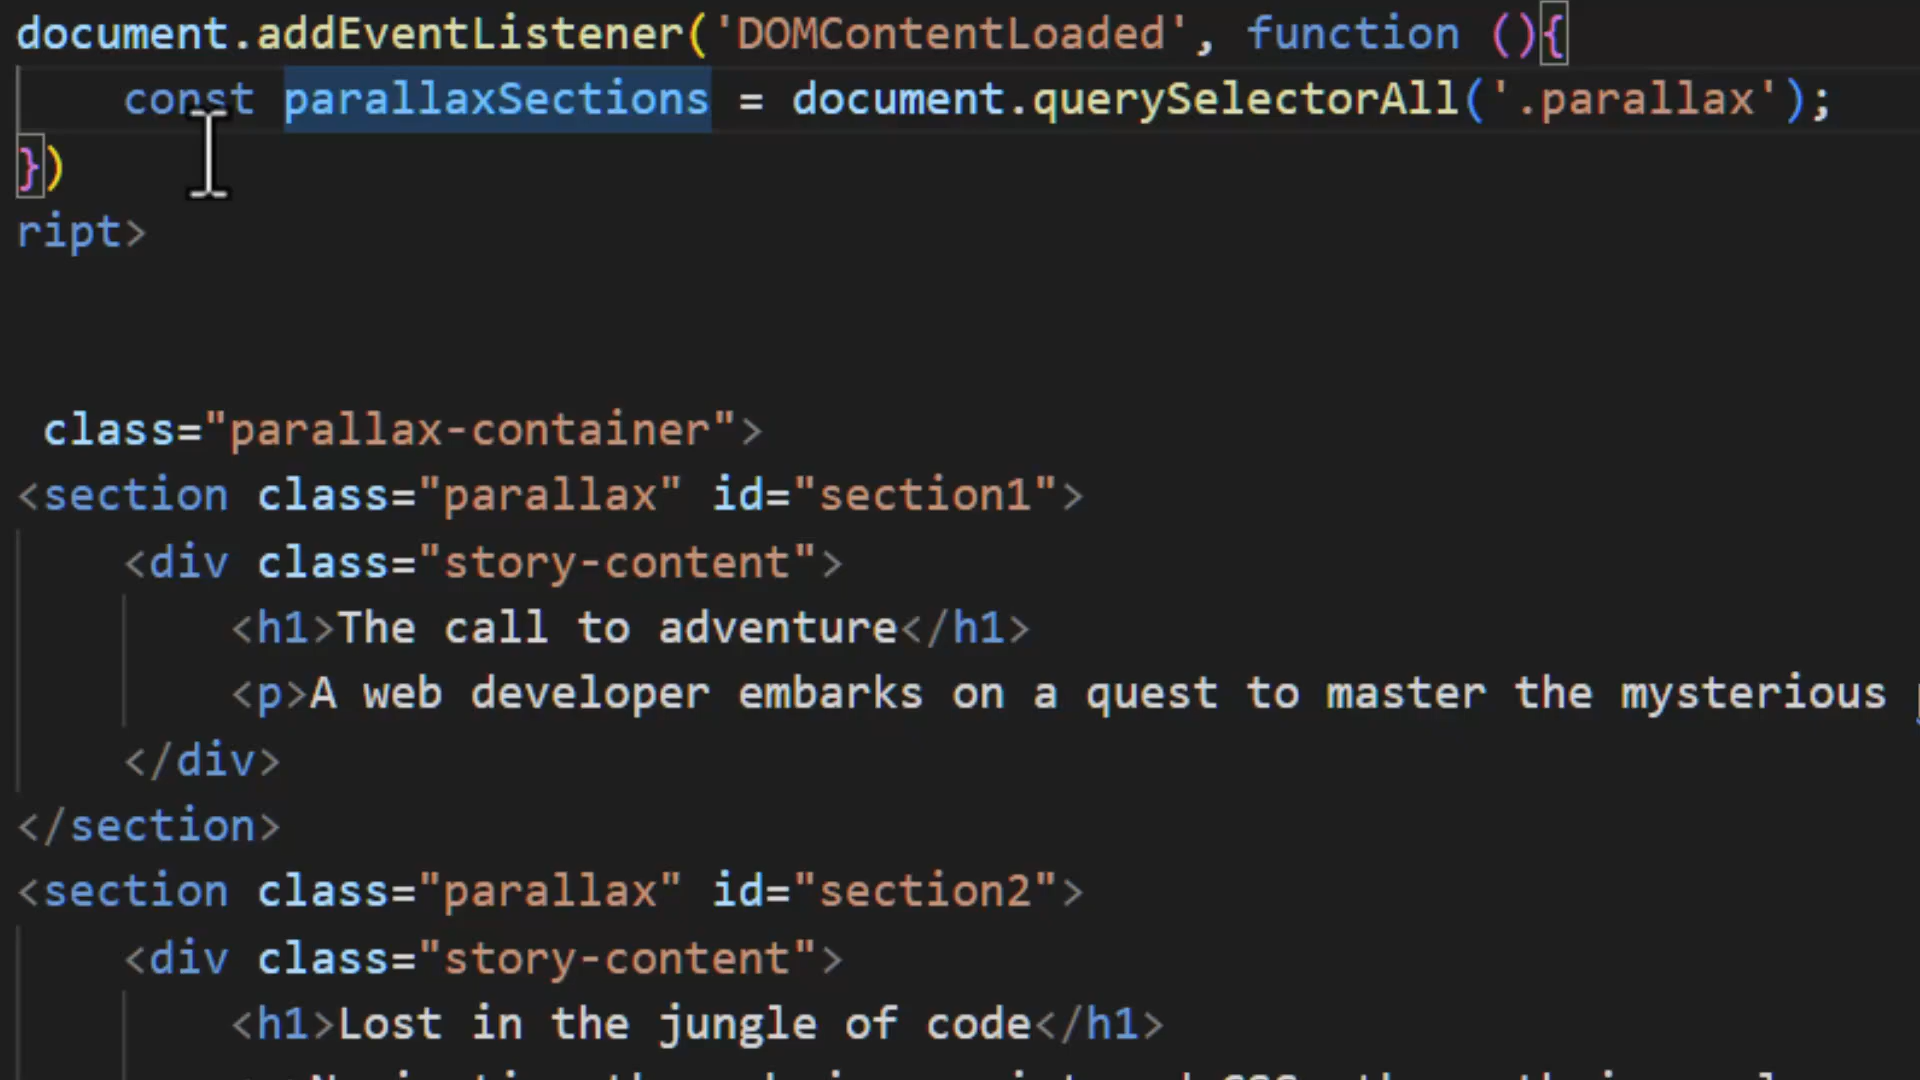 document.addEventListener('DOMContentLoaded', function (){
const parallaxSections = document.querySelectorAll('.parallax');
})
ript>
class="parallax-container">
<section class="parallax" id="section1">
<div class="story-content">
<h1>The call to adventure</h1>
<p>A web developer embarks on a quest to master the mysterious
</div>
</section>
<section class="parallax" id="section2">
<div class="story-content">
<h1>Lost in the jungle of code</h1>